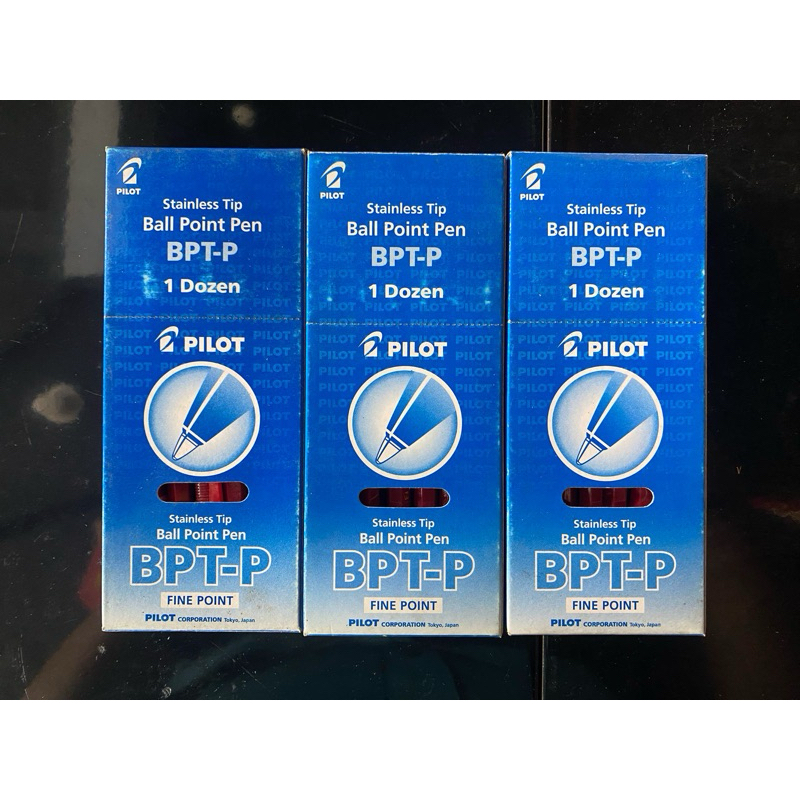 PILOT
Stainless Tip
Ball Point Pen
BPT-P
1 Dozen
PILOT
Stainless Tip
Ball Point Pen
BPT-P
FINE POINT
PILOT CORPORATION Tokyo, Japan
PILOT
Stainless Tip
Ball Point Pen
BPT-P
1 Dozen
PILOT
Stainless Tip
Ball Point Pen
BPT-P
FINE POINT
PILOT CORPORATION Tokyo, Japan
PILOT
Stainless Tip
Ball Point Pen
BPT-P
1 Dozen
PILOT
Stainless Tip
Ball Point Pen
BPT-P
FINE POINT
PILOT CORPORATION Tokyo, Japan